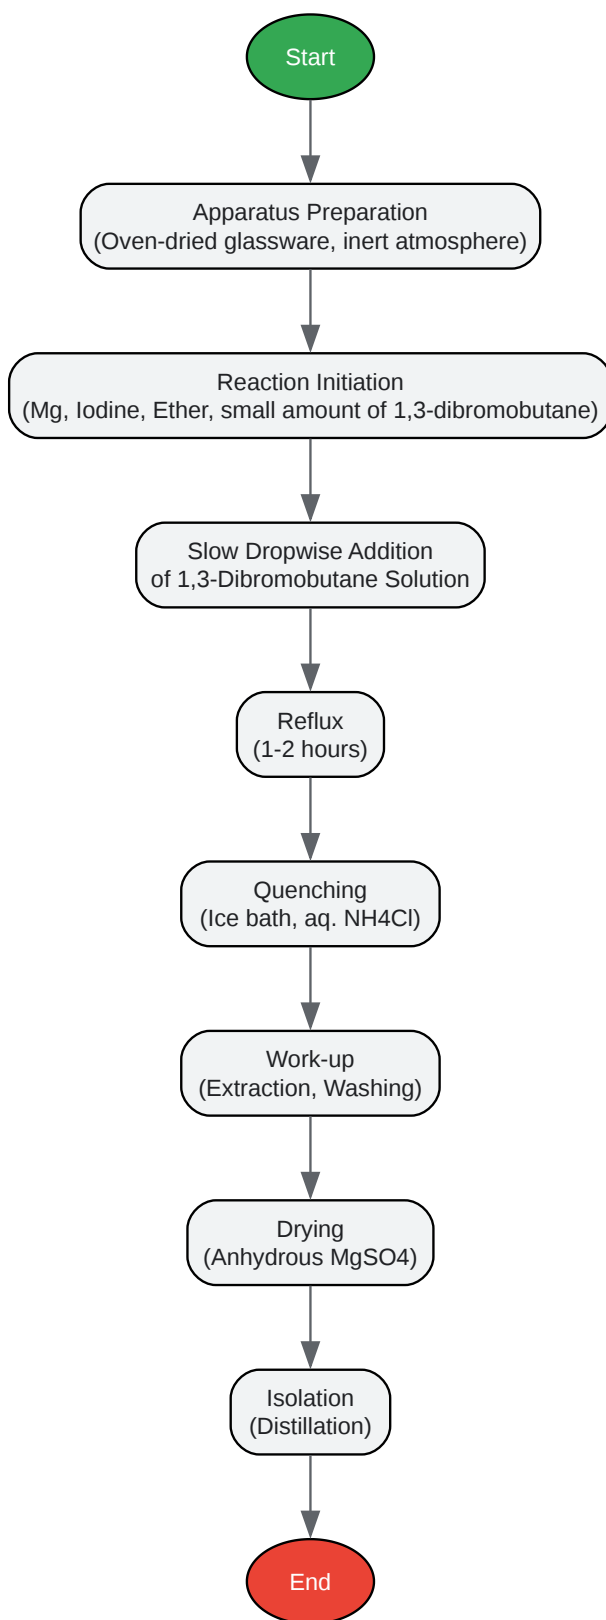 Start
Apparatus Preparation
(Oven-dried glassware, inert atmosphere)
Reaction Initiation
(Mg, Iodine, Ether, small amount of 1,3-dibromobutane)
Slow Dropwise Addition
of 1,3-Dibromobutane Solution
Reflux
(1-2 hours)
Quenching
(Ice bath, aq. NH4Cl)
Work-up
(Extraction, Washing)
Drying
(Anhydrous MgSO4)
Isolation
(Distillation)
End